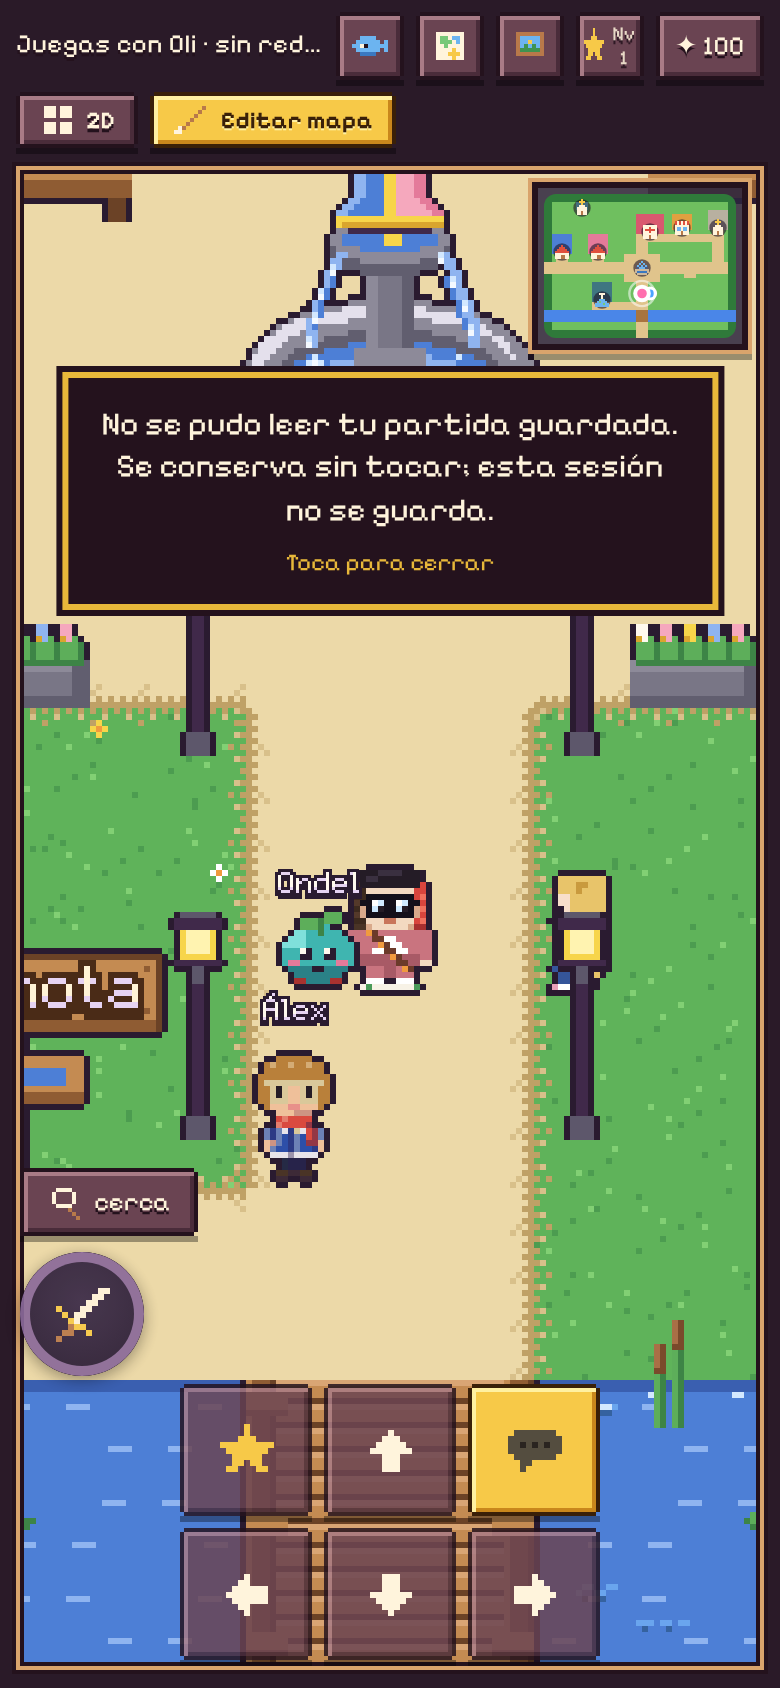 Juegas con Oli · sin red...
Nv
1
100
2D
Editar mapa
No se pudo leer tu partida guardada.
Se conserva sin tocar; esta sesión
no se guarda.
Toca para cerrar
Ondel
nota
Álex
cerca